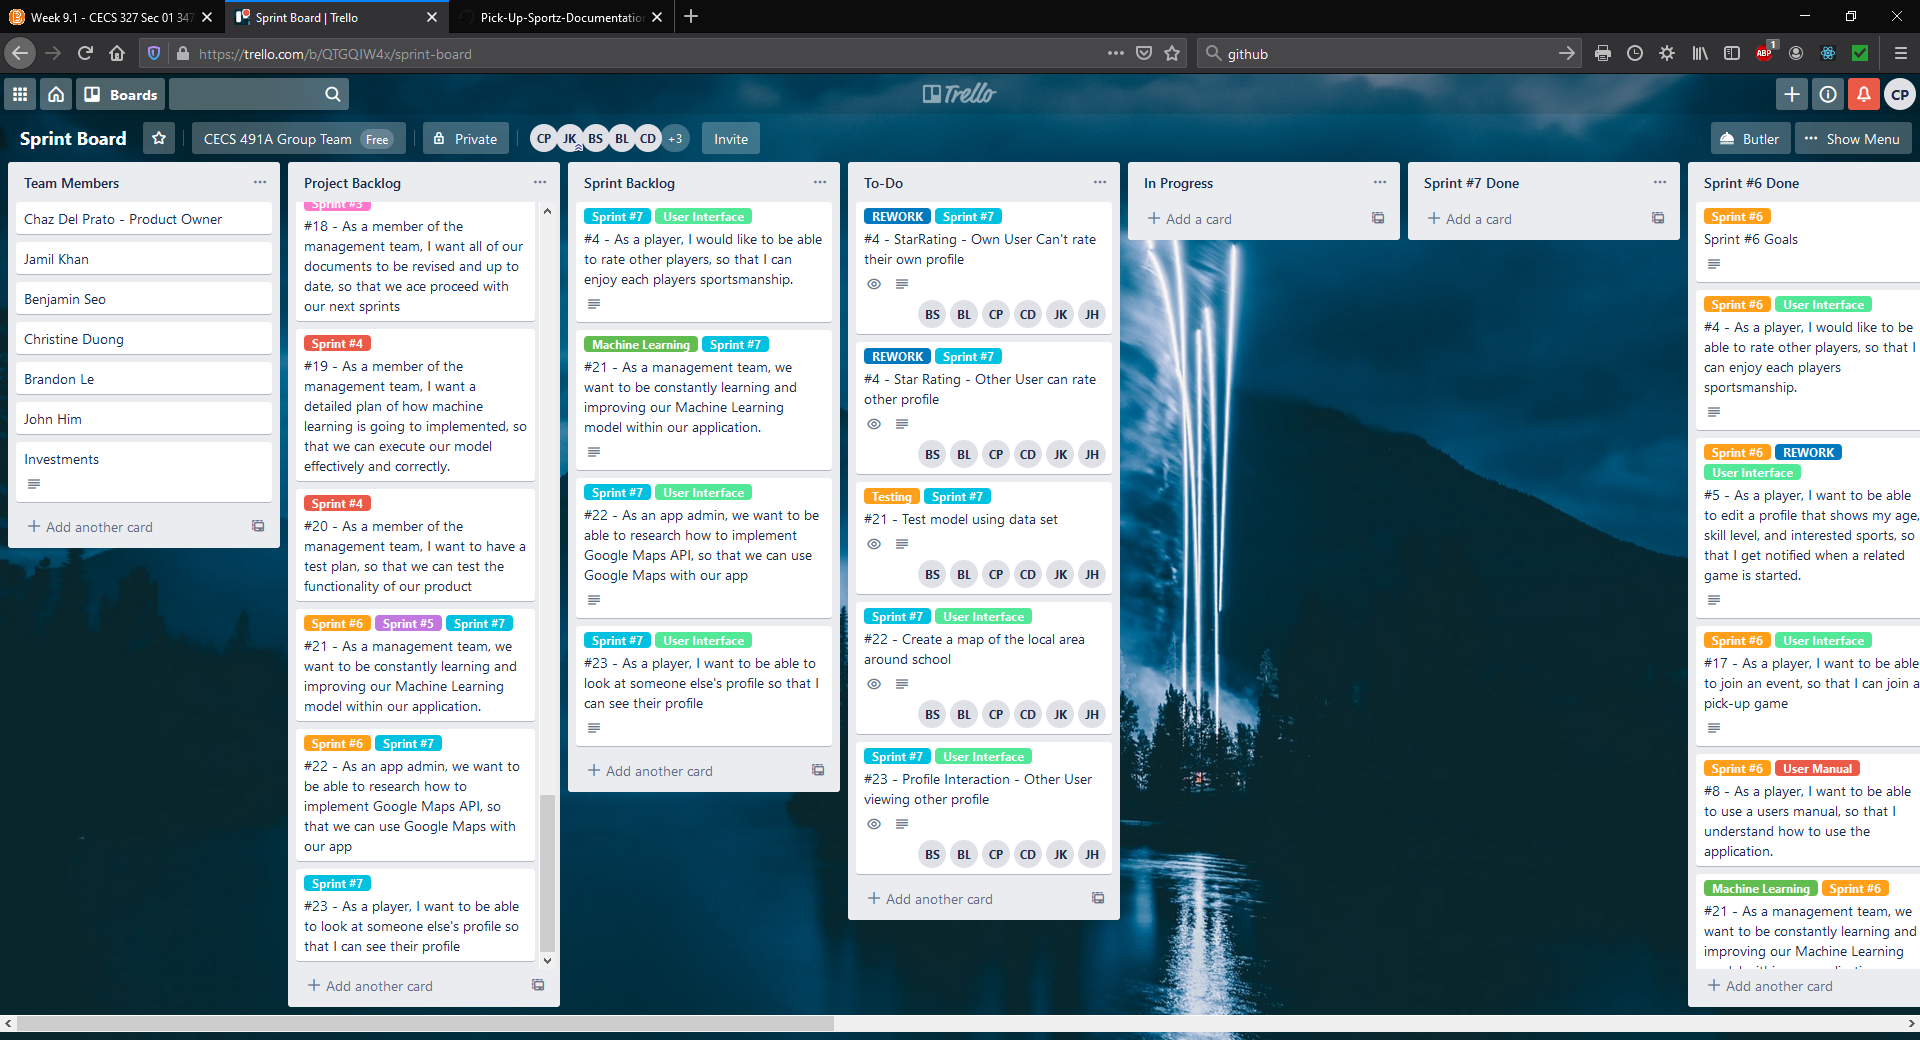 Week 9.1 - CECS 327 Sec 01 347
Sprint Board | Trello
Pick-Up-Sportz-Documentation
https://trello.com/b/QTGQIW4x/sprint-board
github
ABP
1
Boards
Trello
CP
Sprint Board
CECS 491A Group Team Free
Private
CP JK BS BL CD +3
Invite
Butler
Show Menu
Team Members
Chaz Del Prato - Product Owner
Jamil Khan
Benjamin Seo
Christine Duong
Brandon Le
John Him
Investments
Add another card
Project Backlog
Sprint #3
#18 - As a member of the
management team, I want all of our
documents to be revised and up to
date, so that we ace proceed with
our next sprints
Sprint #4
#19 - As a member of the
management team, I want a
detailed plan of how machine
learning is going to implemented, so
that we can execute our model
effectively and correctly.
Sprint #4
#20 - As a member of the
management team, I want to have a
test plan, so that we can test the
functionality of our product
Sprint #6 Sprint #5 Sprint #7
#21 - As a management team, we
want to be constantly learning and
improving our Machine Learning
model within our application.
Sprint #6 Sprint #7
#22 - As an app admin, we want to
be able to research how to
implement Google Maps API, so
that we can use Google Maps with
our app
Sprint #7
#23 - As a player, I want to be able
to look at someone else's profile so
that I can see their profile
Add another card
Sprint Backlog
Sprint #7 User Interface
#4 - As a player, I would like to be able
to rate other players, so that I can
enjoy each players sportsmanship.
Machine Learning Sprint #7
#21 - As a management team, we
want to be constantly learning and
improving our Machine Learning
model within our application.
Sprint #7 User Interface
#22 - As an app admin, we want to be
able to research how to implement
Google Maps API, so that we can use
Google Maps with our app
Sprint #7 User Interface
#23 - As a player, I want to be able to
look at someone else's profile so that I
can see their profile
Add another card
To-Do
REWORK Sprint #7
#4 - StarRating - Own User Can't rate
their own profile
BS BL CP CD JK JH
REWORK Sprint #7
#4 - Star Rating - Other User can rate
other profile
BS BL CP CD JK JH
Testing Sprint #7
#21 - Test model using data set
BS BL CP CD JK JH
Sprint #7 User Interface
#22 - Create a map of the local area
around school
BS BL CP CD JK JH
Sprint #7 User Interface
#23 - Profile Interaction - Other User
viewing other profile
BS BL CP CD JK JH
Add another card
In Progress
Add a card
Sprint #7 Done
Add a card
Sprint #6 Done
Sprint #6
Sprint #6 Goals
Sprint #6 User Interface
#4 - As a player, I would like to be
able to rate other players, so that I
can enjoy each players
sportsmanship.
Sprint #6 REWORK
User Interface
#5 - As a player, I want to be able
to edit a profile that shows my age,
skill level, and interested sports, so
that I get notified when a related
game is started.
Sprint #6 User Interface
#17 - As a player, I want to be able
to join an event, so that I can join a
pick-up game
Sprint #6 User Manual
#8 - As a player, I want to be able
to use a users manual, so that I
understand how to use the
application.
Machine Learning Sprint #6
#21 - As a management team, we
want to be constantly learning and
improving our Machine Learning
Add another card